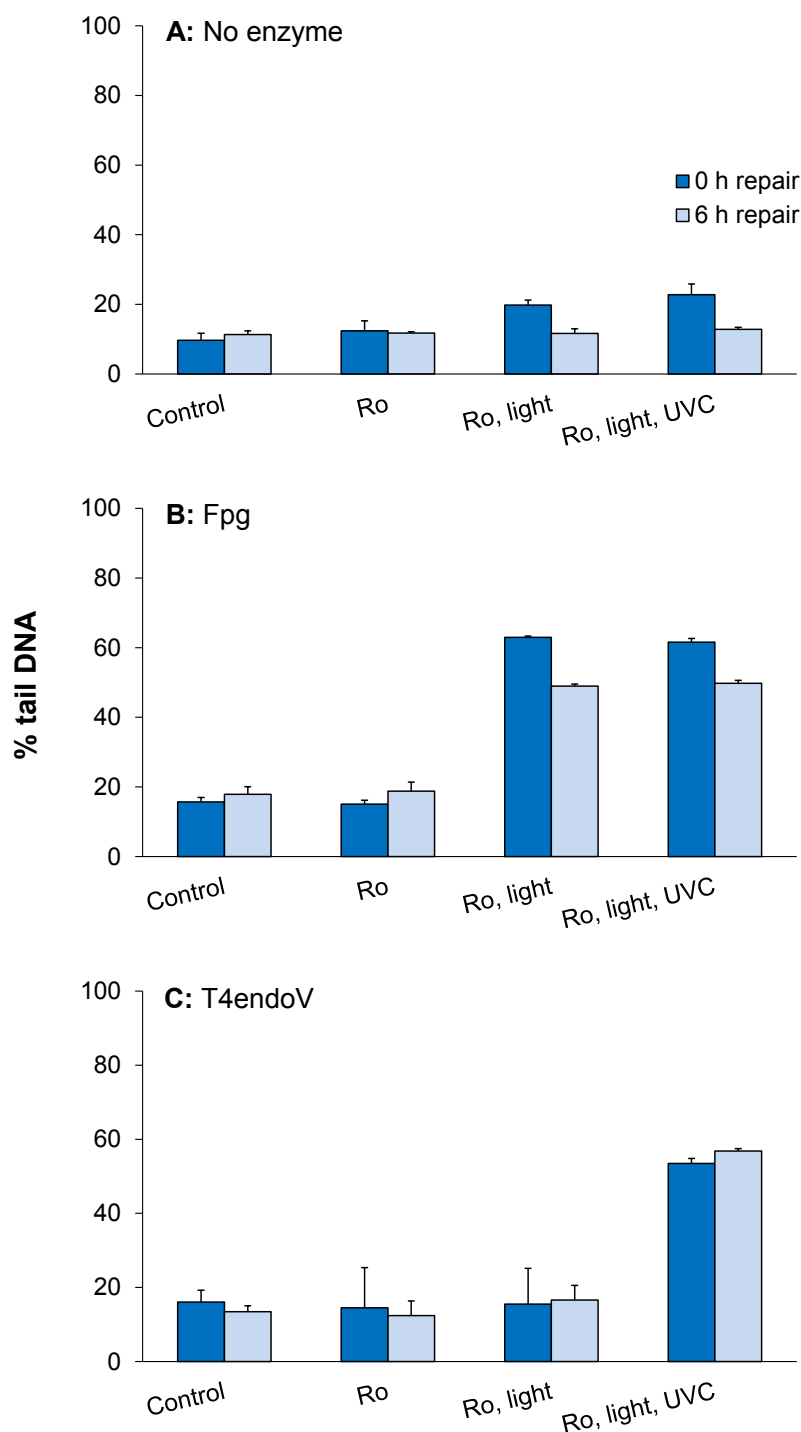 A: No enzyme
100
80
60
40
20
0
0 h repair
6 h repair
Control
Ro
Ro, light
Ro, light, UVC
% tail DNA
B: Fpg
100
80
60
40
20
0
Control
Ro
Ro, light
Ro, light, UVC
C: T4endoV
100
80
60
40
20
0
Control
Ro
Ro, light
Ro, light, UVC